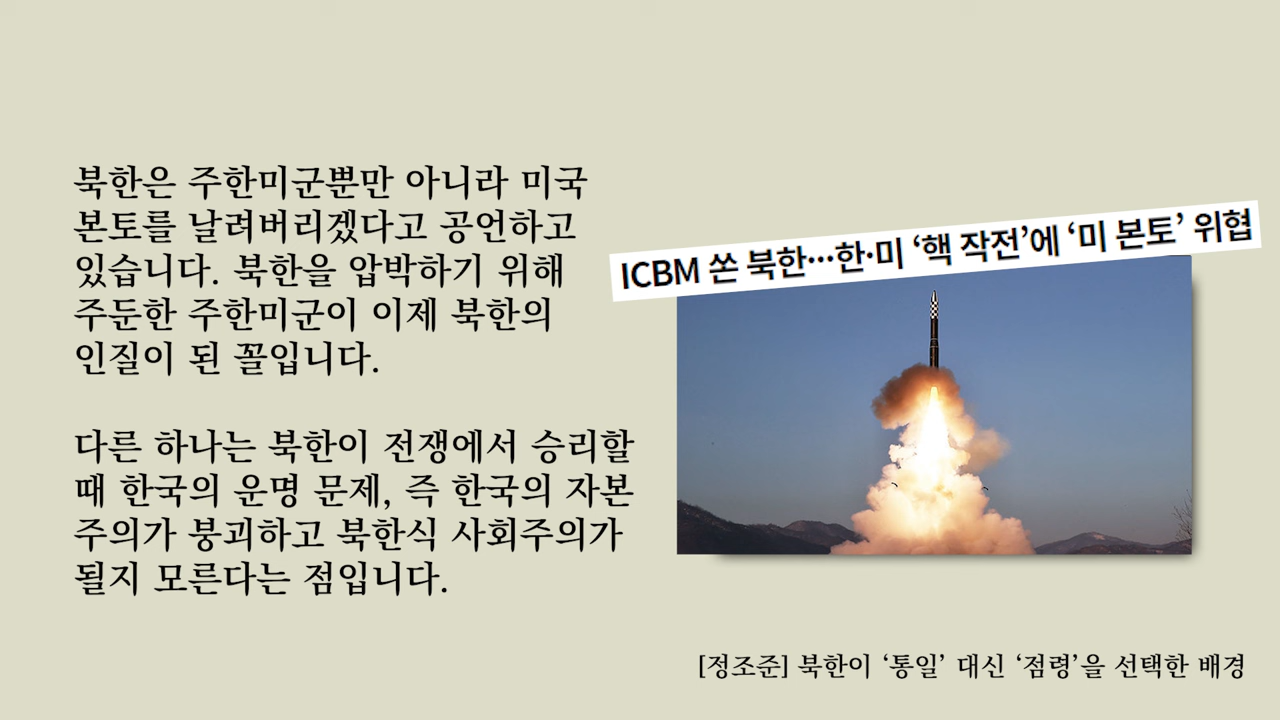 북한은 주한미군뿐만 아니라 미국
본토를 날려버리겠다고 공언하고
있습니다. 북한을 압박하기 위해
주둔한 주한미군이 이제 북한의
인질이 된 꼴입니다.
다른 하나는 북한이 전쟁에서 승리할
때 한국의 운명 문제, 즉 한국의 자본
주의가 붕괴하고 북한식 사회주의가
될지 모른다는 점입니다.
ICBM 쏜 북한···한·미 ‘핵 작전’에 ‘미 본토’ 위협
[정조준] 북한이 ‘통일’ 대신 ‘점령’을 선택한 배경